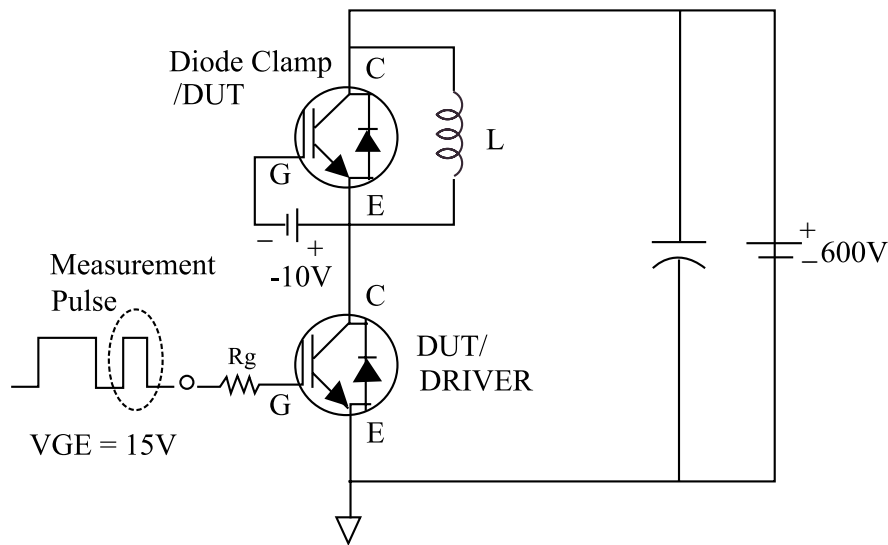 Diode Clamp
/DUT
C
G
E
L
−
+
-10V
+
−
600V
Measurement
Pulse
C
Rg
G
E
DUT/
DRIVER
VGE = 15V